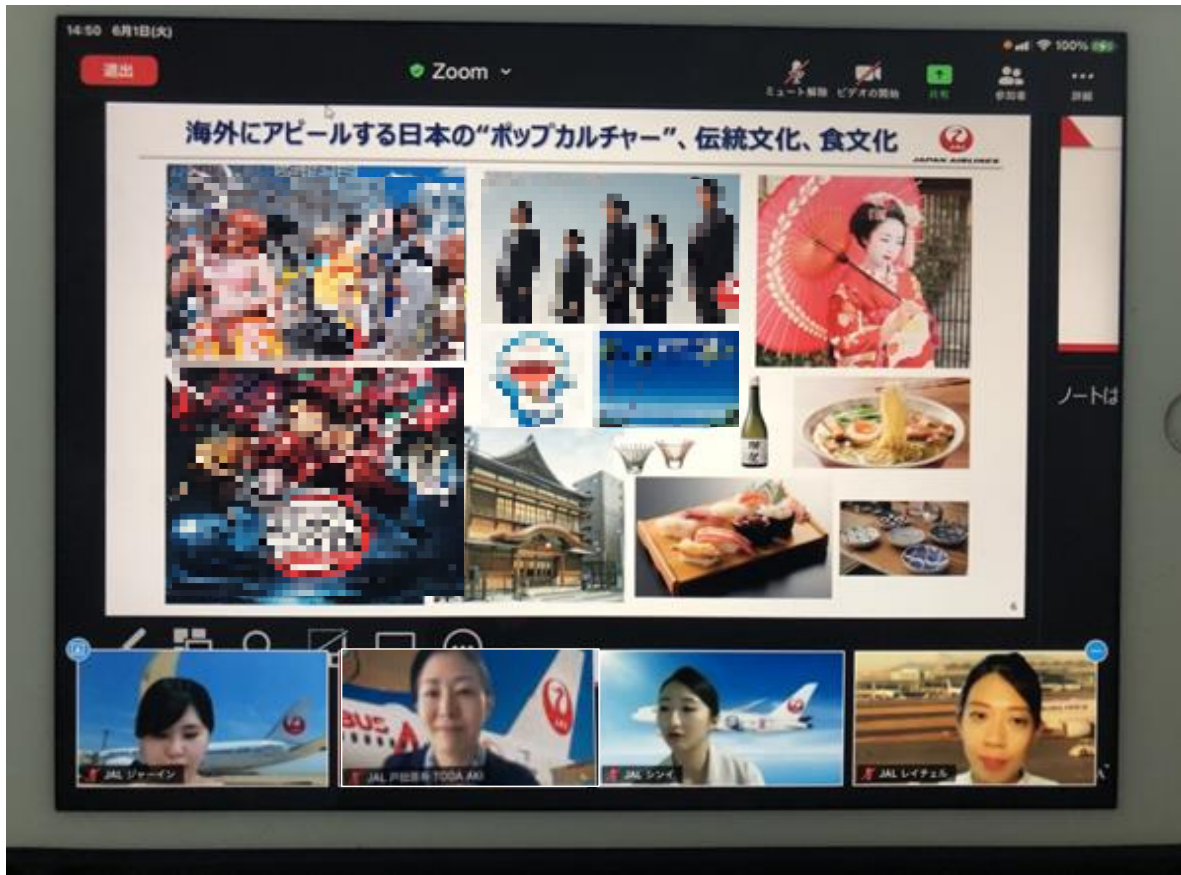 14:50 6月1日(火)
100%
退出
Zoom
ミュート解除 ビデオの開始 共有 参加者 詳細
海外にアピールする日本の“ポップカルチャー”、伝統文化、食文化
JAL
JAPAN AIRLINES
ノートは
6
JAL ジャーイン
JAL TODA AKI
JAL シンイ
JAL レイチェル